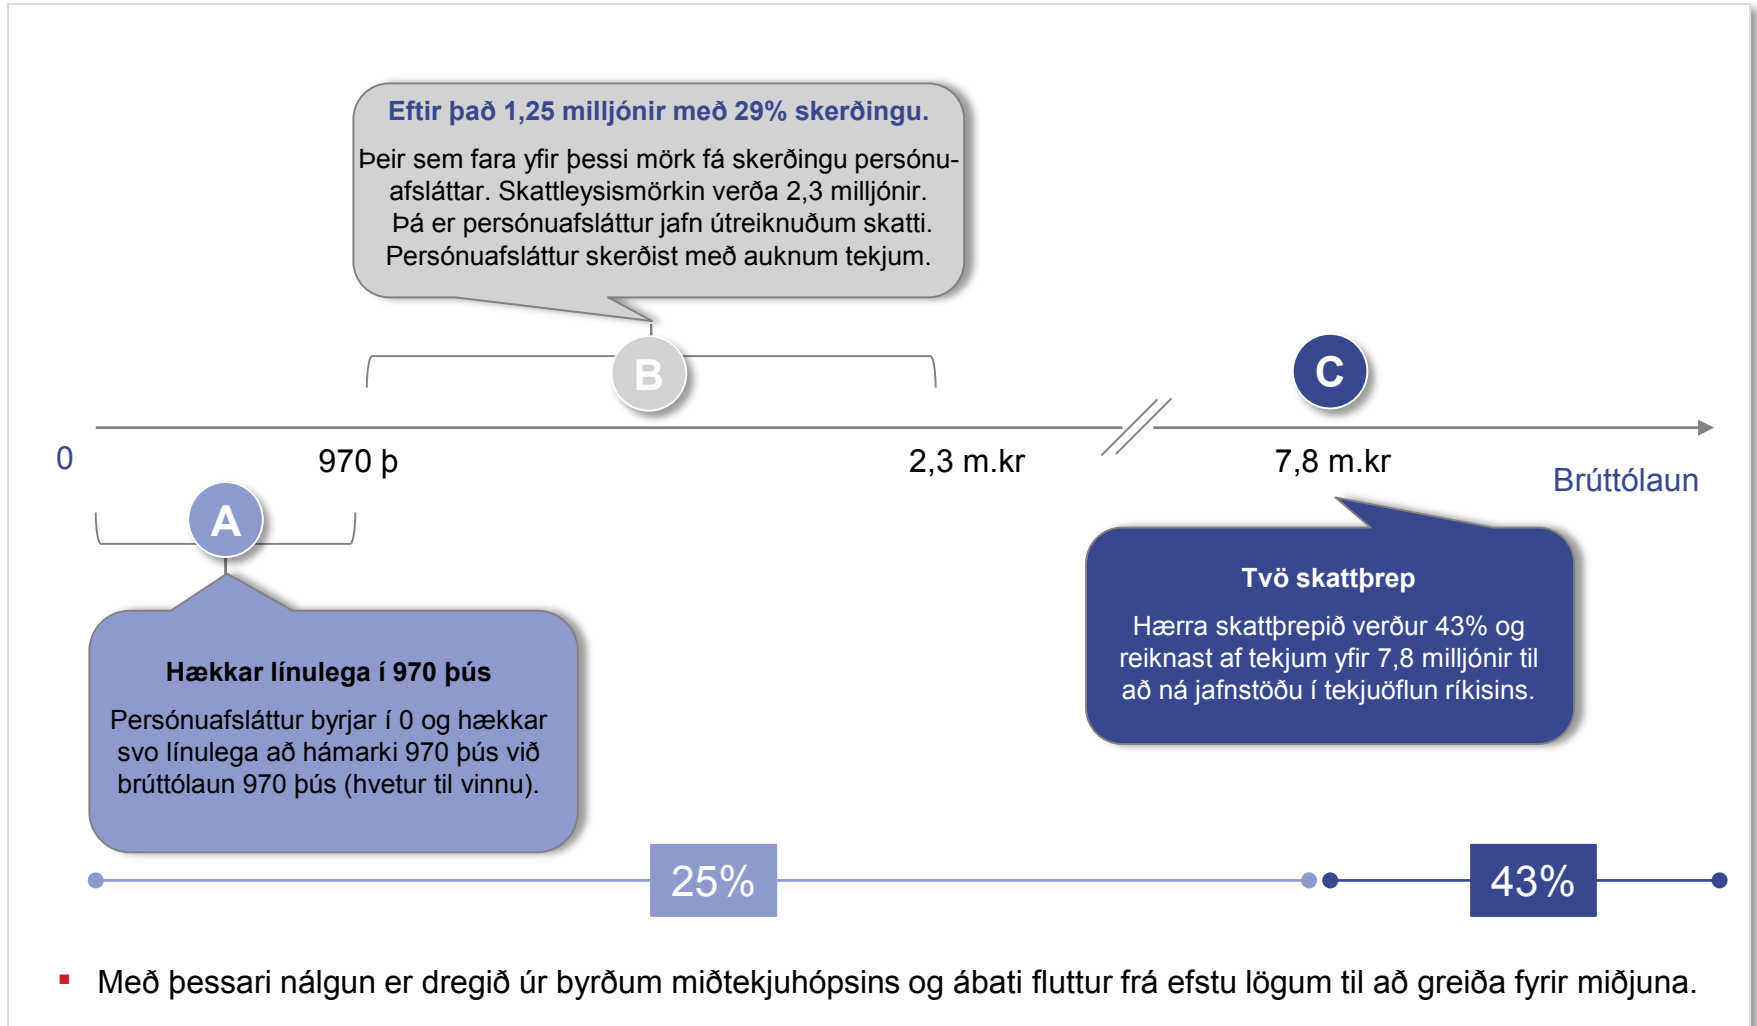 Eftir það 1,25 milljónir með 29% skerðingu.
Þeir sem fara yfir þessi mörk fá skerðingu persónu-
afsláttar. Skattleysismörkin verða 2,3 milljónir.
Þá er persónuafsláttur jafn útreiknuðum skatti.
Persónuafsláttur skerðist með auknum tekjum.
B
C
0
970 þ
2,3 m.kr
7,8 m.kr
Brúttólaun
A
Hækkar línulega í 970 þús
Persónuafsláttur byrjar í 0 og hækkar
svo línulega að hámarki 970 þús við
brúttólaun 970 þús (hvetur til vinnu).
Tvö skattþrep
Hærra skattþrepið verður 43% og
reiknast af tekjum yfir 7,8 milljónir til
að ná jafnstöðu í tekjuöflun ríkisins.
25%
43%
▪ Með þessari nálgun er dregið úr byrðum miðtekjuhópsins og ábati fluttur frá efstu lögum til að greiða fyrir miðjuna.